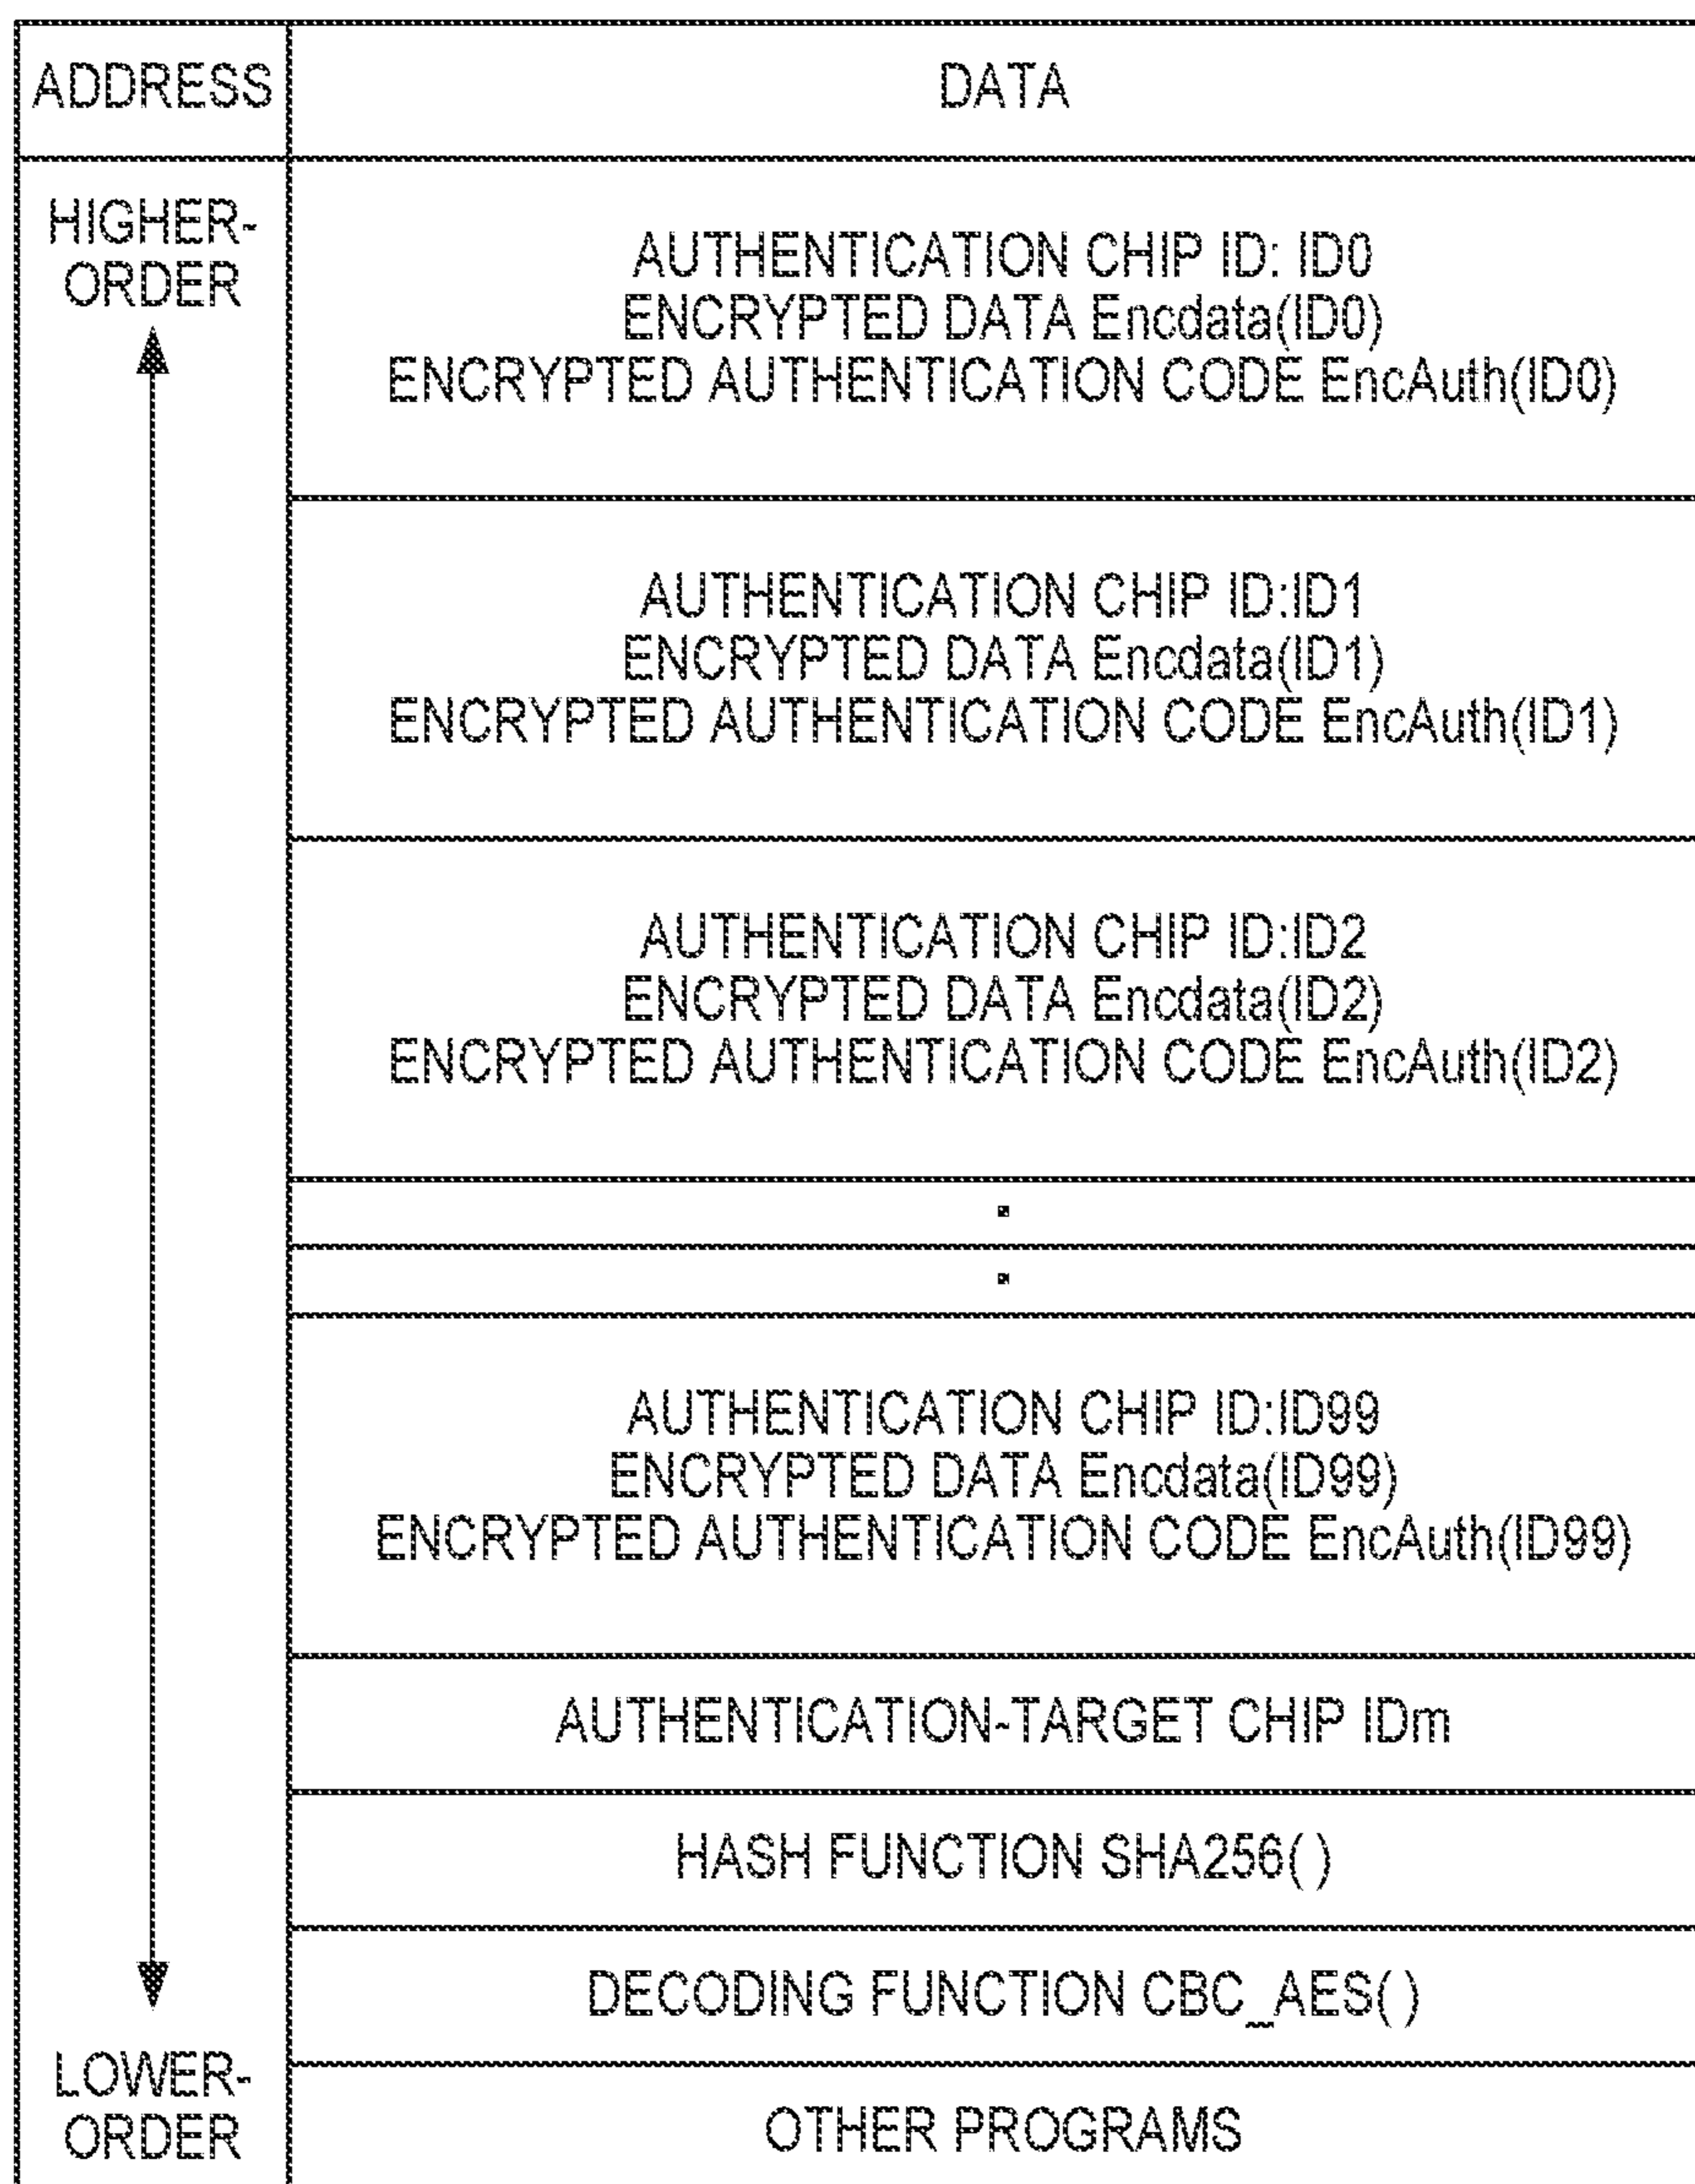 ADDRESS
DATA
HIGHER-
ORDER
AUTHENTICATION CHIP ID: ID0
ENCRYPTED DATA Encdata(ID0)
ENCRYPTED AUTHENTICATION CODE EncAuth(ID0)
AUTHENTICATION CHIP ID:ID1
ENCRYPTED DATA Encdata(ID1)
ENCRYPTED AUTHENTICATION CODE EncAuth(ID1)
AUTHENTICATION CHIP ID:ID2
ENCRYPTED DATA Encdata(ID2)
ENCRYPTED AUTHENTICATION CODE EncAuth(ID2)
.
.
AUTHENTICATION CHIP ID:ID99
ENCRYPTED DATA Encdata(ID99)
ENCRYPTED AUTHENTICATION CODE EncAuth(ID99)
AUTHENTICATION-TARGET CHIP IDm
HASH FUNCTION SHA256( )
DECODING FUNCTION CBC_AES( )
LOWER-
ORDER
OTHER PROGRAMS